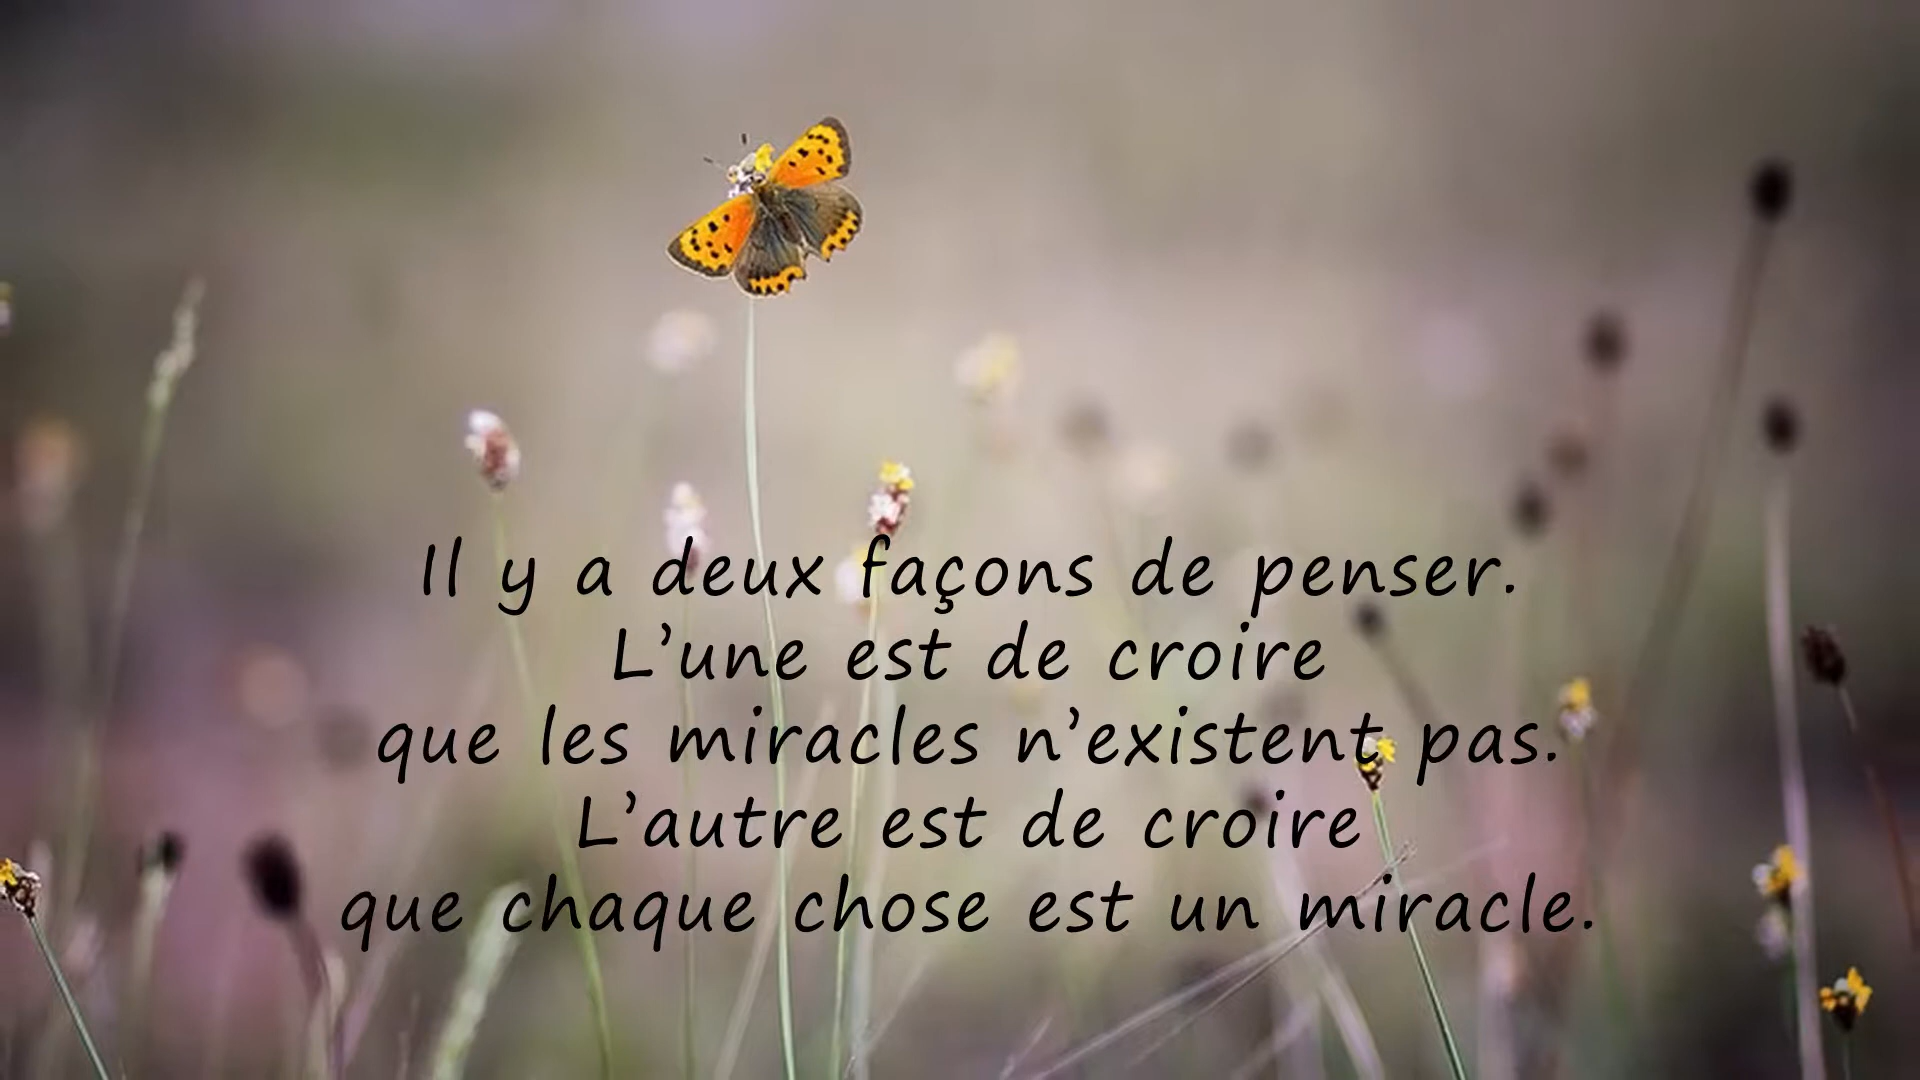 Il y a deux façons de penser.
L’une est de croire
que les miracles n’existent pas.
L’autre est de croire
que chaque chose est un miracle.